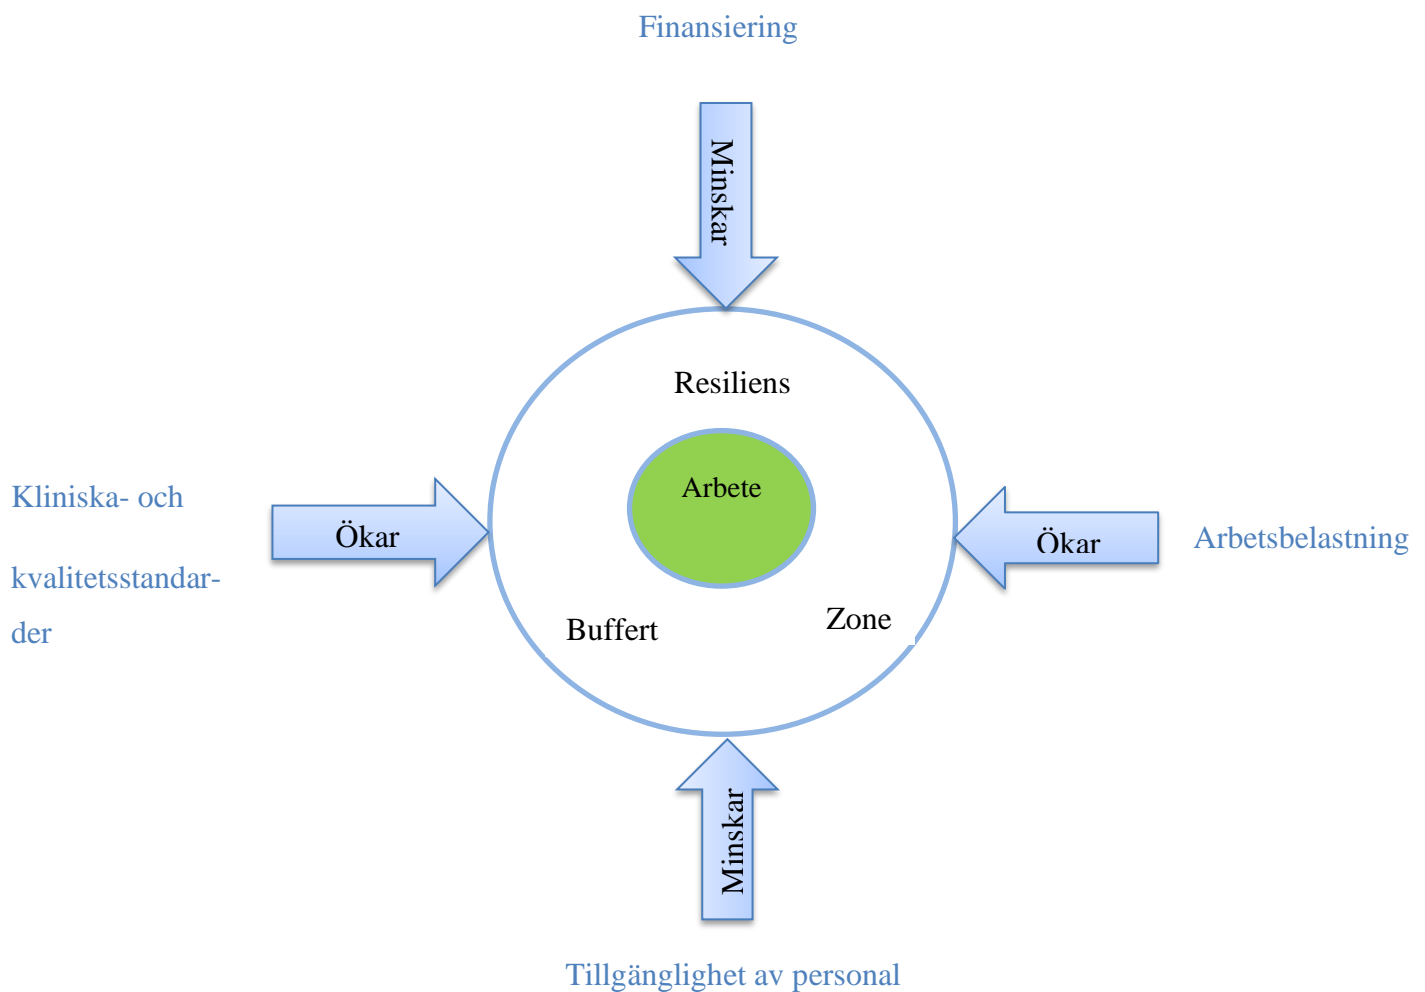 Finansiering
Minskar
Resiliens
Arbete
Kliniska- och
kvalitetsstandar-
der
Ökar
Ökar
Arbetsbelastning
Buffert
Zone
Minskar
Tillgänglighet av personal